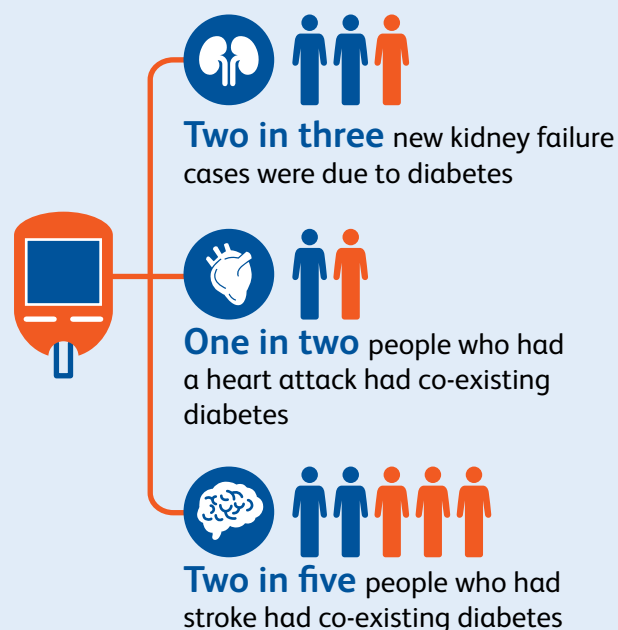 Two in three new kidney failure
cases were due to diabetes
One in two people who had
a heart attack had co-existing
diabetes
Two in five people who had
stroke had co-existing diabetes